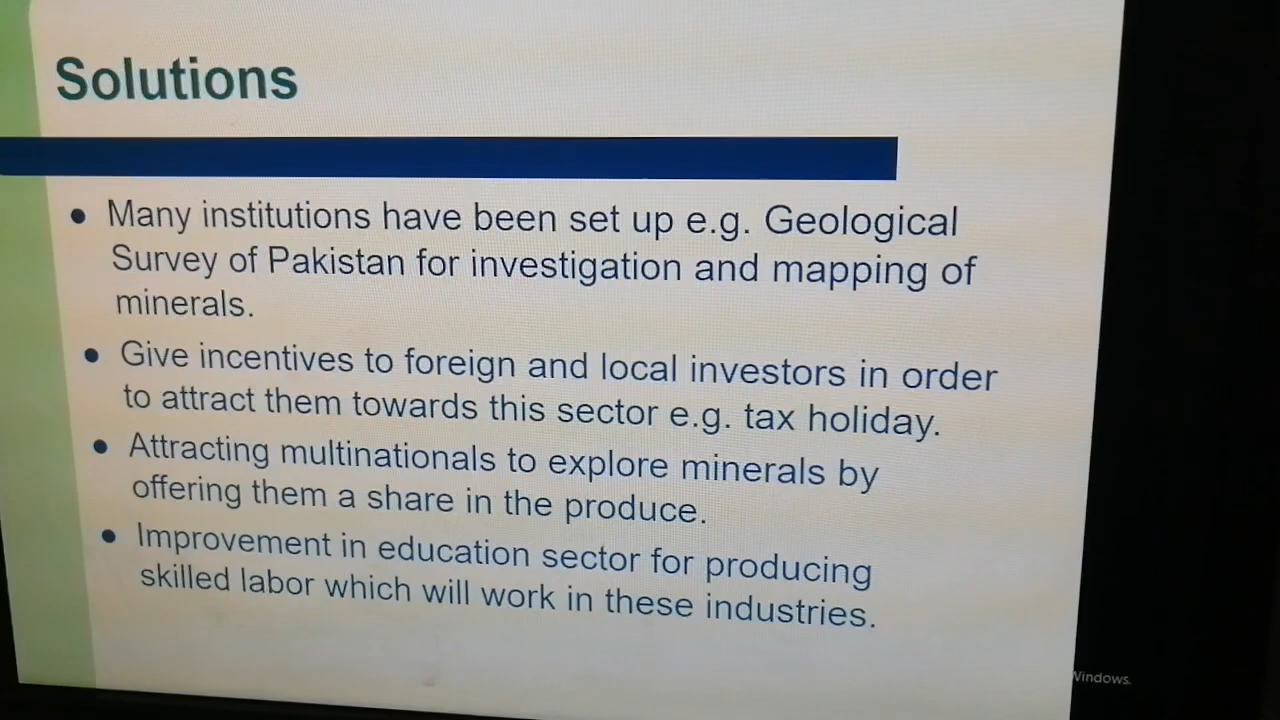 Solutions
● Many institutions have been set up e.g. Geological
Survey of Pakistan for investigation and mapping of
minerals.
● Give incentives to foreign and local investors in order
to attract them towards this sector e.g. tax holiday.
● Attracting multinationals to explore minerals by
offering them a share in the produce.
● Improvement in education sector for producing
skilled labor which will work in these industries.
Windows.